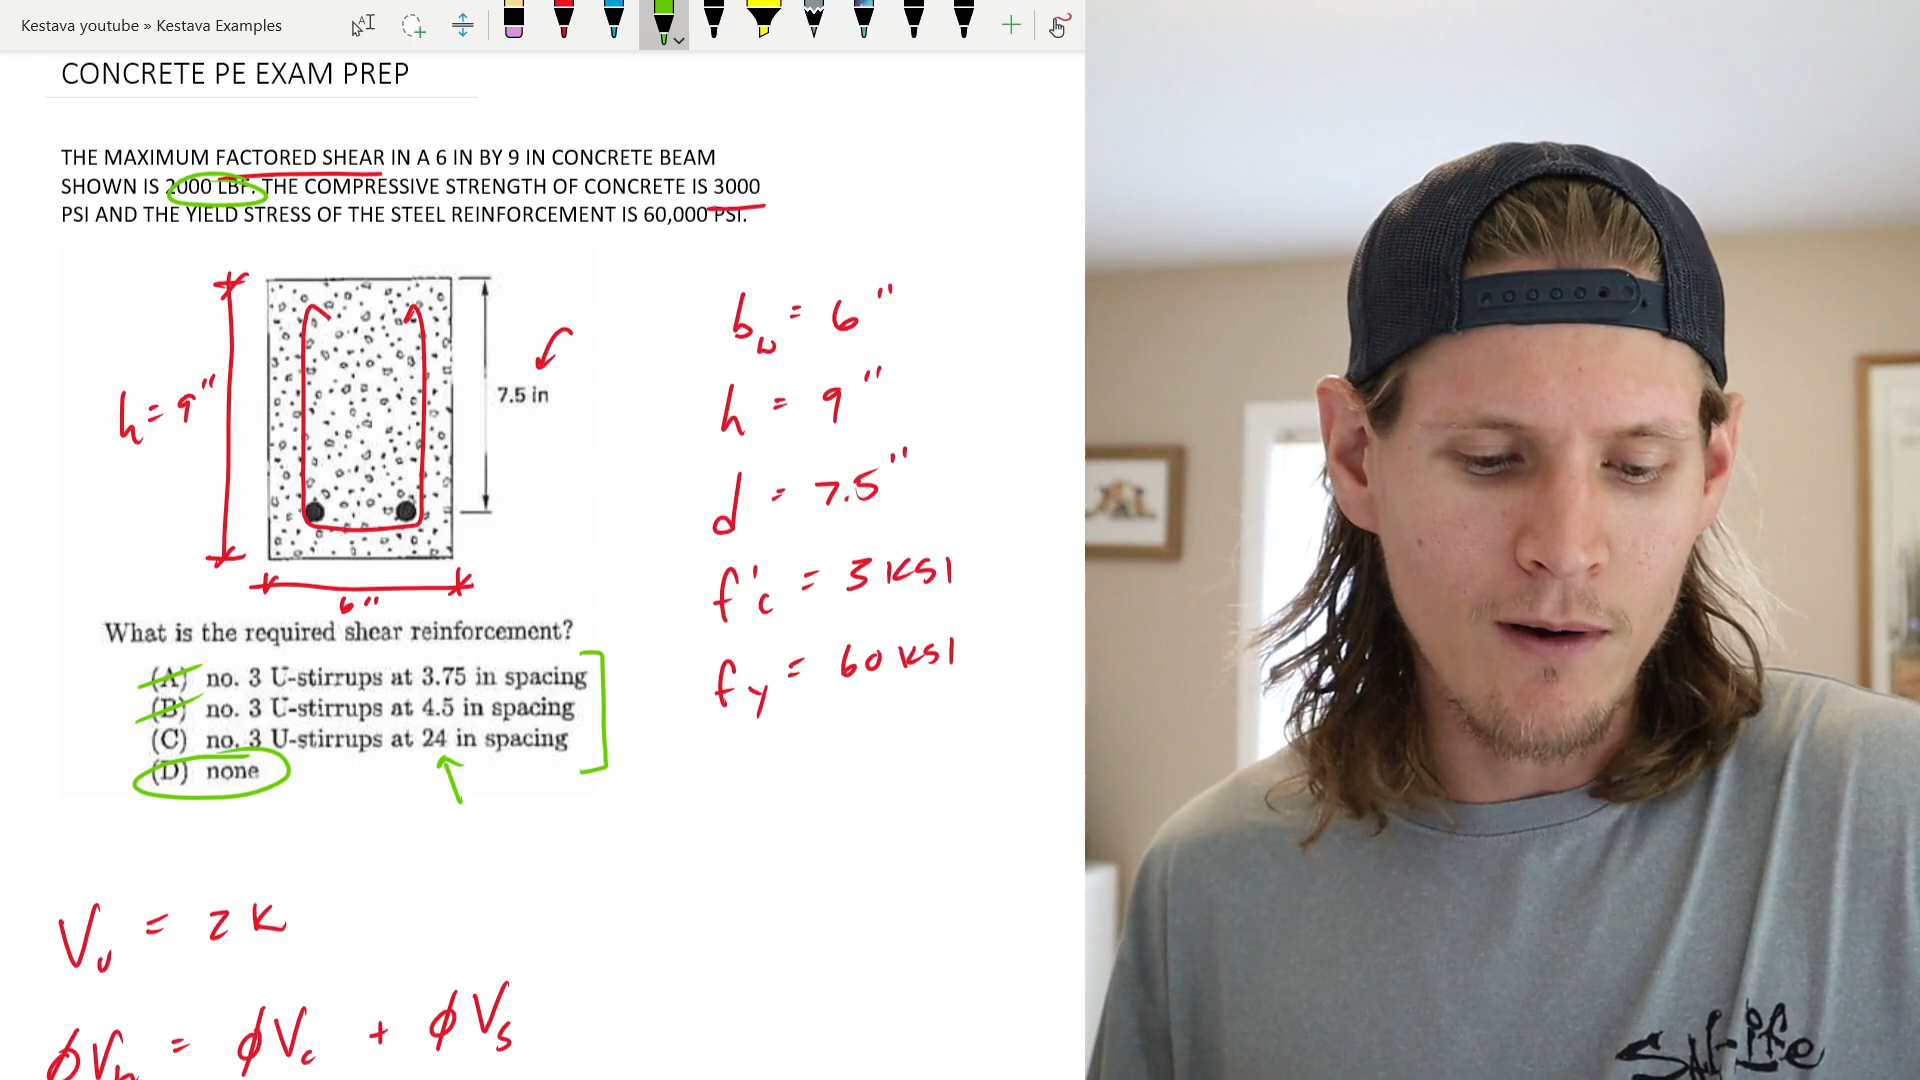 Kestava youtube » Kestava Examples
CONCRETE PE EXAM PREP
THE MAXIMUM FACTORED SHEAR IN A 6 IN BY 9 IN CONCRETE BEAM
SHOWN IS 2000 LBF. THE COMPRESSIVE STRENGTH OF CONCRETE IS 3000
PSI AND THE YIELD STRESS OF THE STEEL REINFORCEMENT IS 60,000 PSI.
h = 9"
7.5 in
6"
bw = 6"
h = 9"
d = 7.5"
f'c = 3 KSI
fy = 60 KSI
What is the required shear reinforcement?
(A) no. 3 U-stirrups at 3.75 in spacing
(B) no. 3 U-stirrups at 4.5 in spacing
(C) no. 3 U-stirrups at 24 in spacing
(D) none
Vu = 2 K
ϕVn = ϕVc + ϕVs